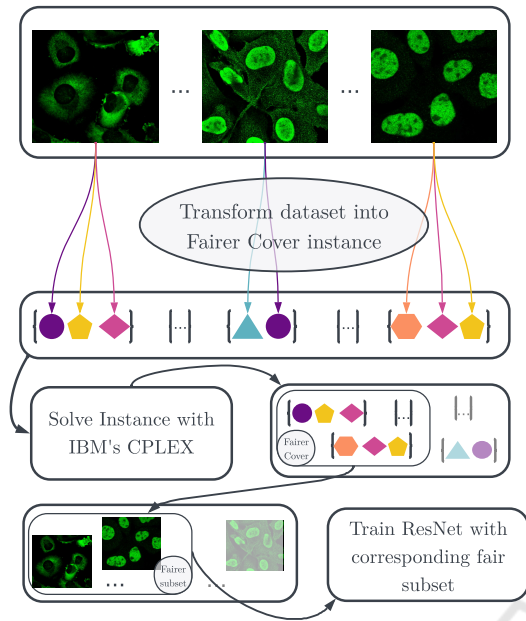 ...
...
Transform dataset into
Fairer Cover instance
{ } {...} { } {...} { }
Solve Instance with
IBM's CPLEX
{ } {...} {...}
Fairer
Cover
{ } { }
Fairer
subset
... ...
Train ResNet with
corresponding fair
subset